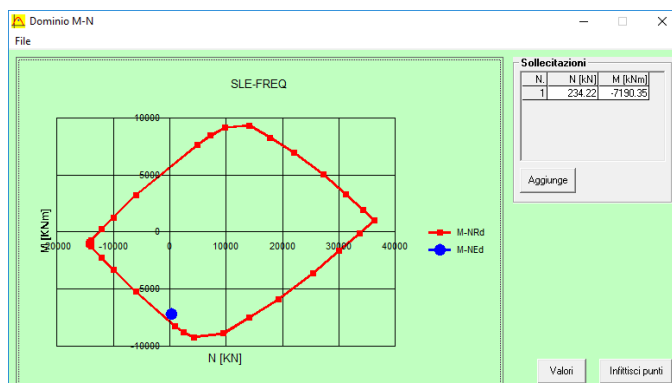 Dominio M-N
File
SLE-FREQ
10000
5000
0
-5000
-10000
-20000
-10000
0
10000
20000
30000
40000
M [KNm]
N [KN]
M-NRd
M-NEd
Sollecitazioni
N. N [kN] M [kNm]
1 234.22 -7190.35
Aggiunge
Valori
Infittisci punti